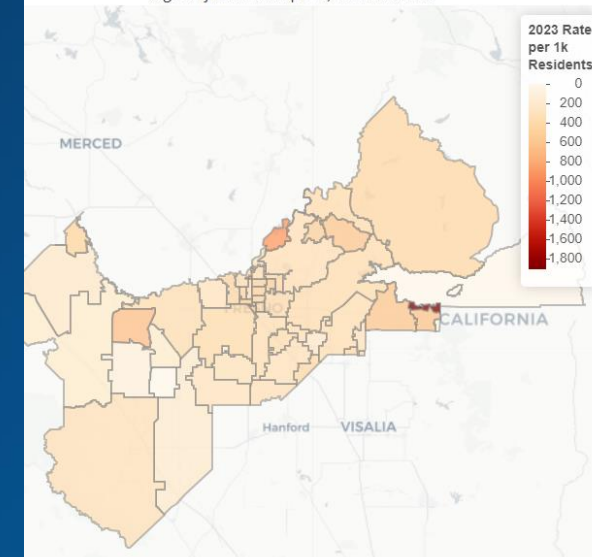 2023 Rate
per 1k
Residents
0
200
400
600
800
1,000
1,200
1,400
1,600
1,800
MERCED
CALIFORNIA
Hanford
VISALIA